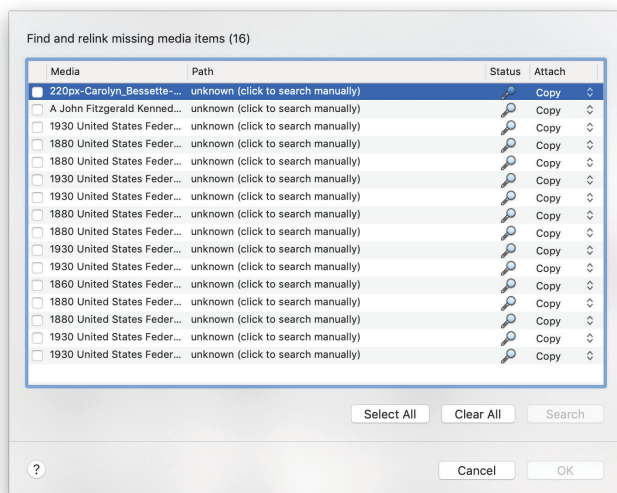 Find and relink missing media items (16)
Media Path Status Attach
220px-Carolyn_Bessette-... unknown (click to search manually) Copy
A John Fitzgerald Kenned... unknown (click to search manually) Copy
1930 United States Feder... unknown (click to search manually) Copy
1880 United States Feder... unknown (click to search manually) Copy
1880 United States Feder... unknown (click to search manually) Copy
1930 United States Feder... unknown (click to search manually) Copy
1930 United States Feder... unknown (click to search manually) Copy
1880 United States Feder... unknown (click to search manually) Copy
1880 United States Feder... unknown (click to search manually) Copy
1930 United States Feder... unknown (click to search manually) Copy
1930 United States Feder... unknown (click to search manually) Copy
1860 United States Feder... unknown (click to search manually) Copy
1880 United States Feder... unknown (click to search manually) Copy
1880 United States Feder... unknown (click to search manually) Copy
1930 United States Feder... unknown (click to search manually) Copy
1930 United States Feder... unknown (click to search manually) Copy
Select All Clear All Search
? Cancel OK